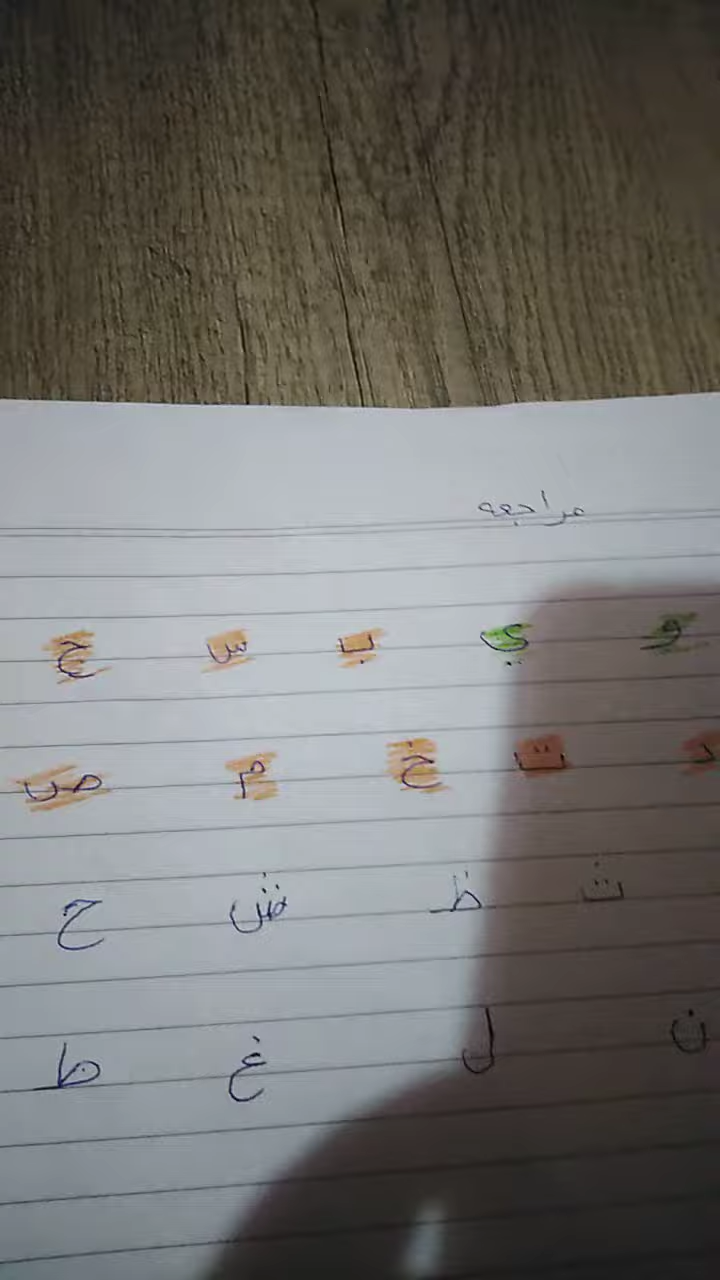 مراجعه
و ي ب س ج
د ت خ م ص
ث ظ ش ح
ن ل غ ط